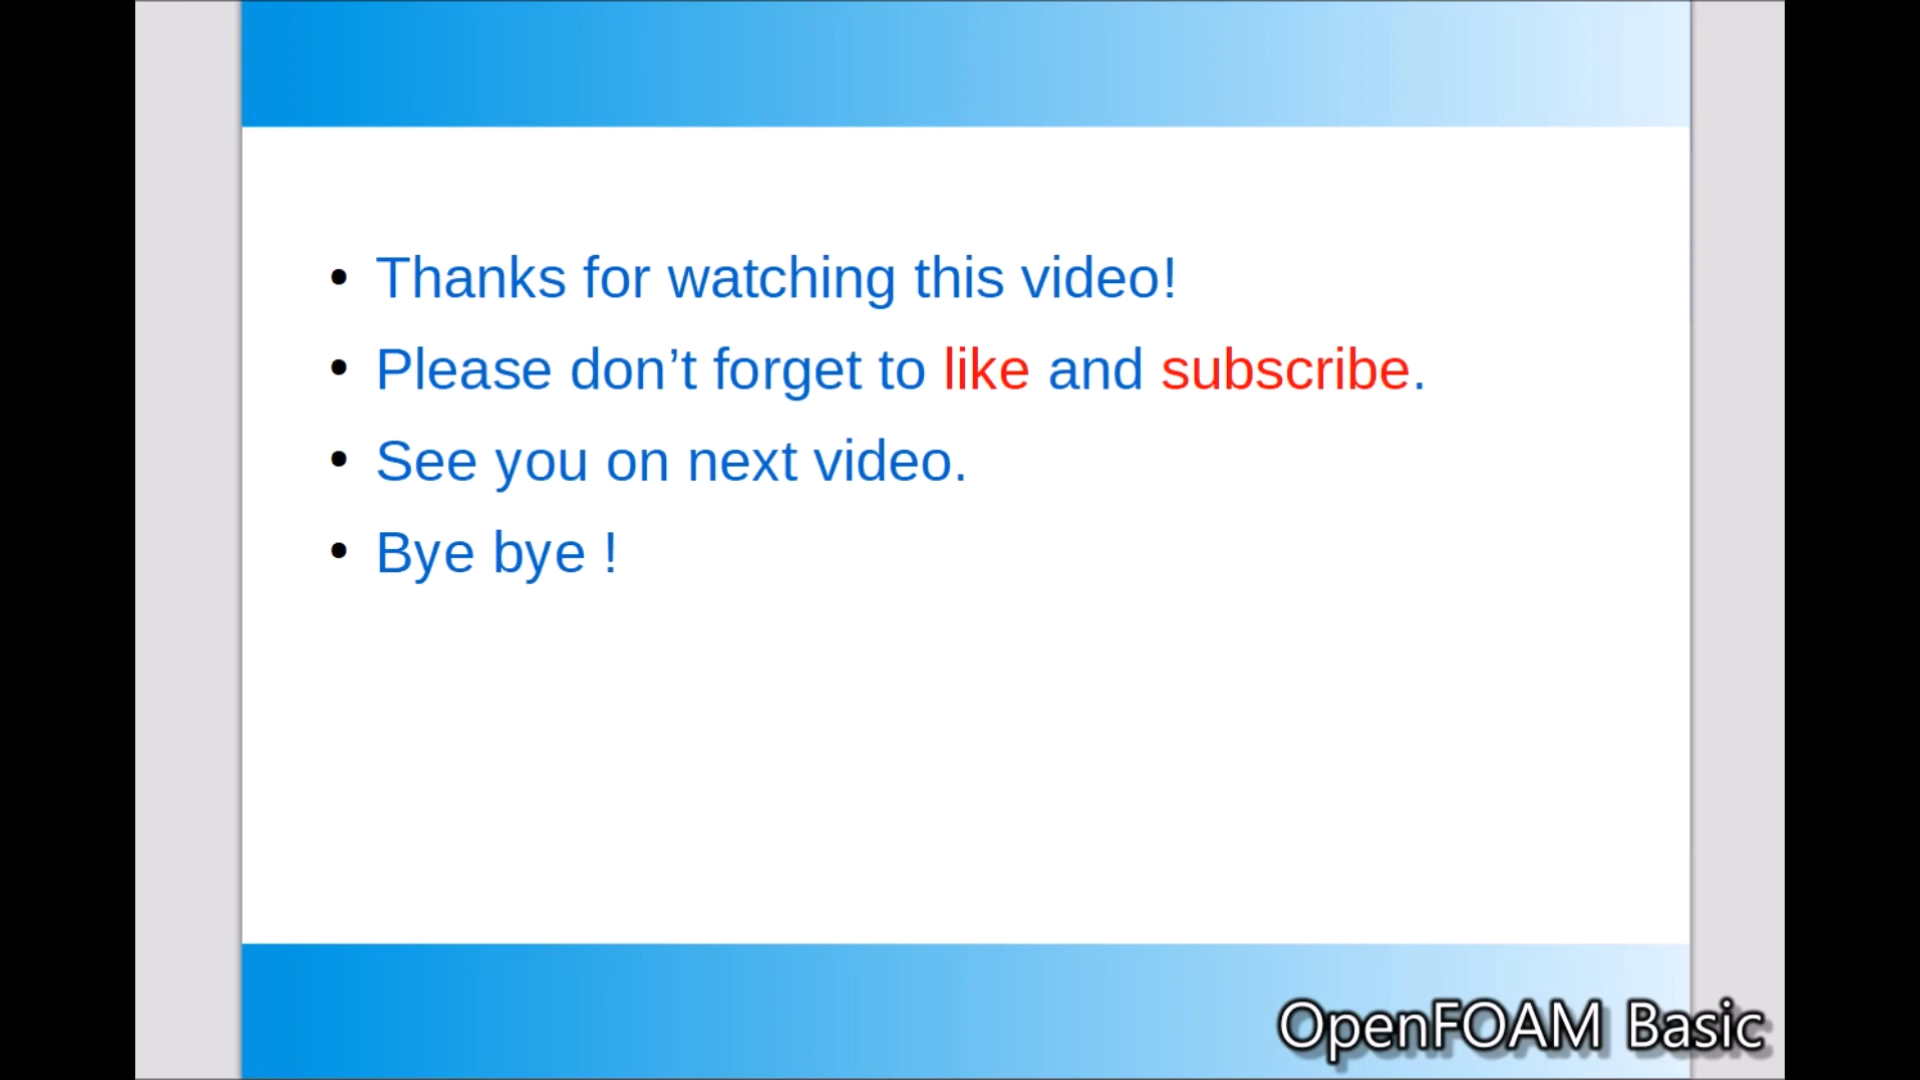 • Thanks for watching this video!
• Please don’t forget to like and subscribe.
• See you on next video.
• Bye bye !
OpenFOAM Basic